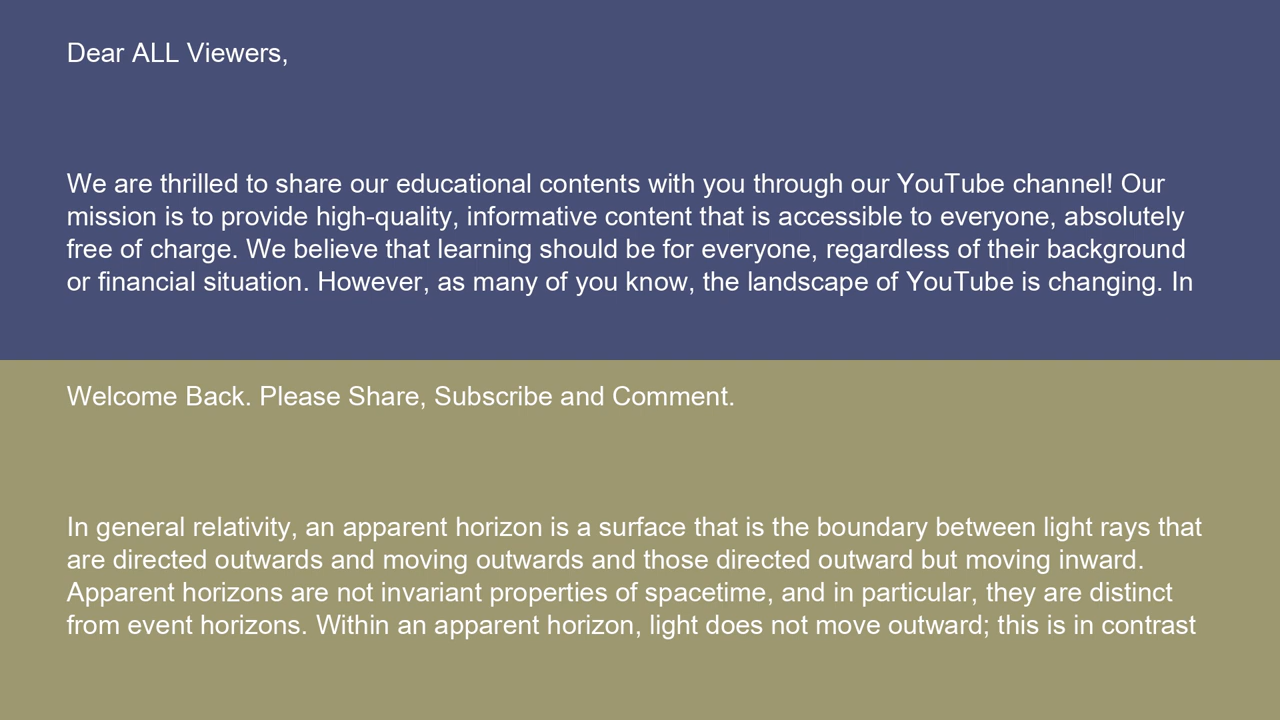 Dear ALL Viewers,
We are thrilled to share our educational contents with you through our YouTube channel! Our
mission is to provide high-quality, informative content that is accessible to everyone, absolutely
free of charge. We believe that learning should be for everyone, regardless of their background
or financial situation. However, as many of you know, the landscape of YouTube is changing. In
Welcome Back. Please Share, Subscribe and Comment.
In general relativity, an apparent horizon is a surface that is the boundary between light rays that
are directed outwards and moving outwards and those directed outward but moving inward.
Apparent horizons are not invariant properties of spacetime, and in particular, they are distinct
from event horizons. Within an apparent horizon, light does not move outward; this is in contrast